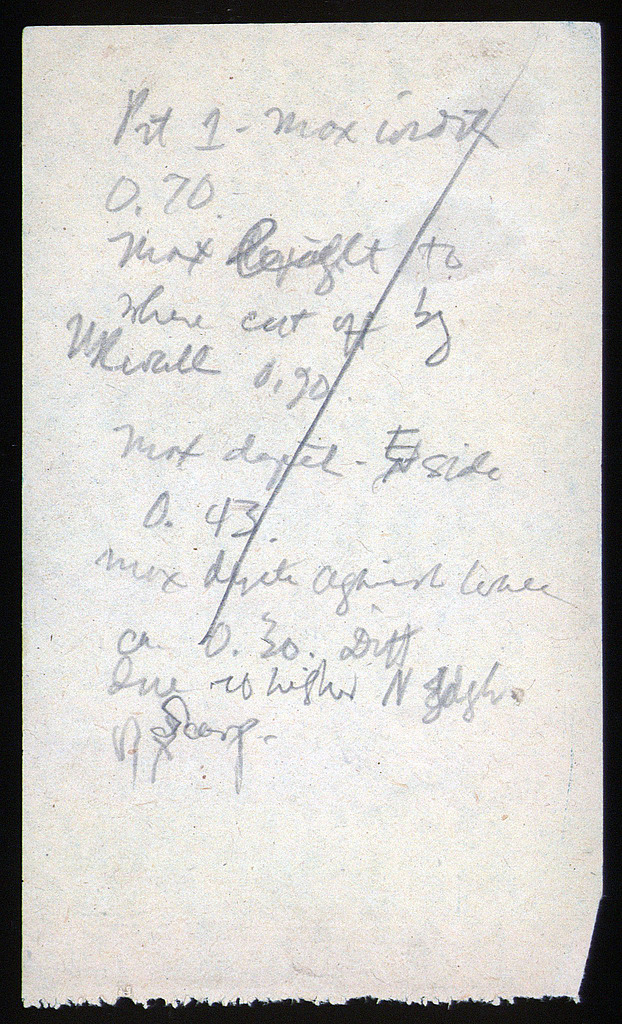 Pit 1 - Max width
0.70.
Max length to
where cut off by
W wall 0.90.
Max depth - E side
0. 43.
Max depth against
ca. 0.30. Diff
due to higher N edge